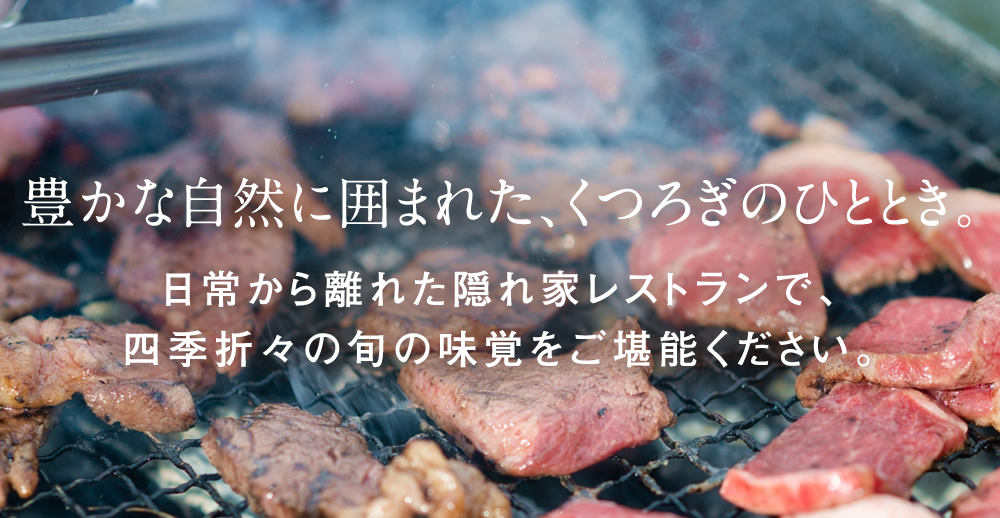 豊かな自然に囲まれた、くつろぎのひととき。
日常から離れた隠れ家レストランで、
四季折々の旬の味覚をご堪能ください。